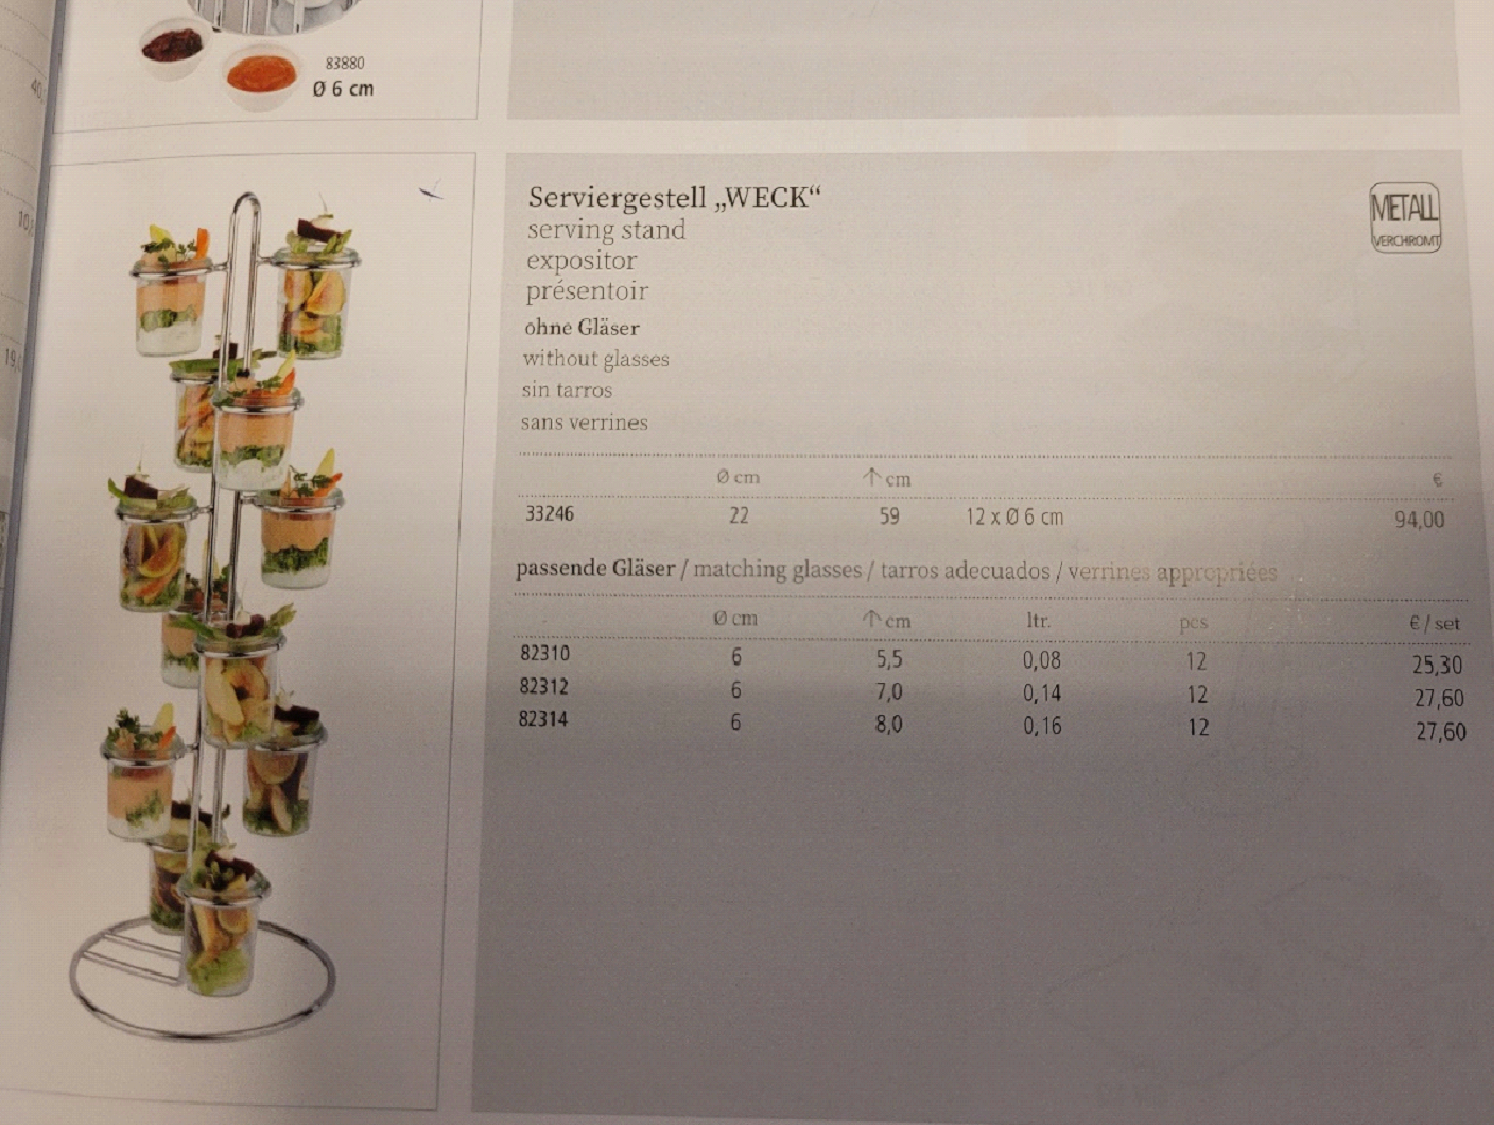 83880
Ø 6 cm
Serviergestell „WECK“
serving stand
expositor
présentoir
ohne Gläser
without glasses
sin tarros
sans verrines
METALL
VERCHROMT
Ø cm ↑ cm €
33246 22 59 12 x Ø 6 cm 94,00
passende Gläser / matching glasses / tarros adecuados / verrines appropriées
Ø cm ↑ cm ltr. pcs € / set
82310 6 5,5 0,08 12 25,30
82312 6 7,0 0,14 12 27,60
82314 6 8,0 0,16 12 27,60